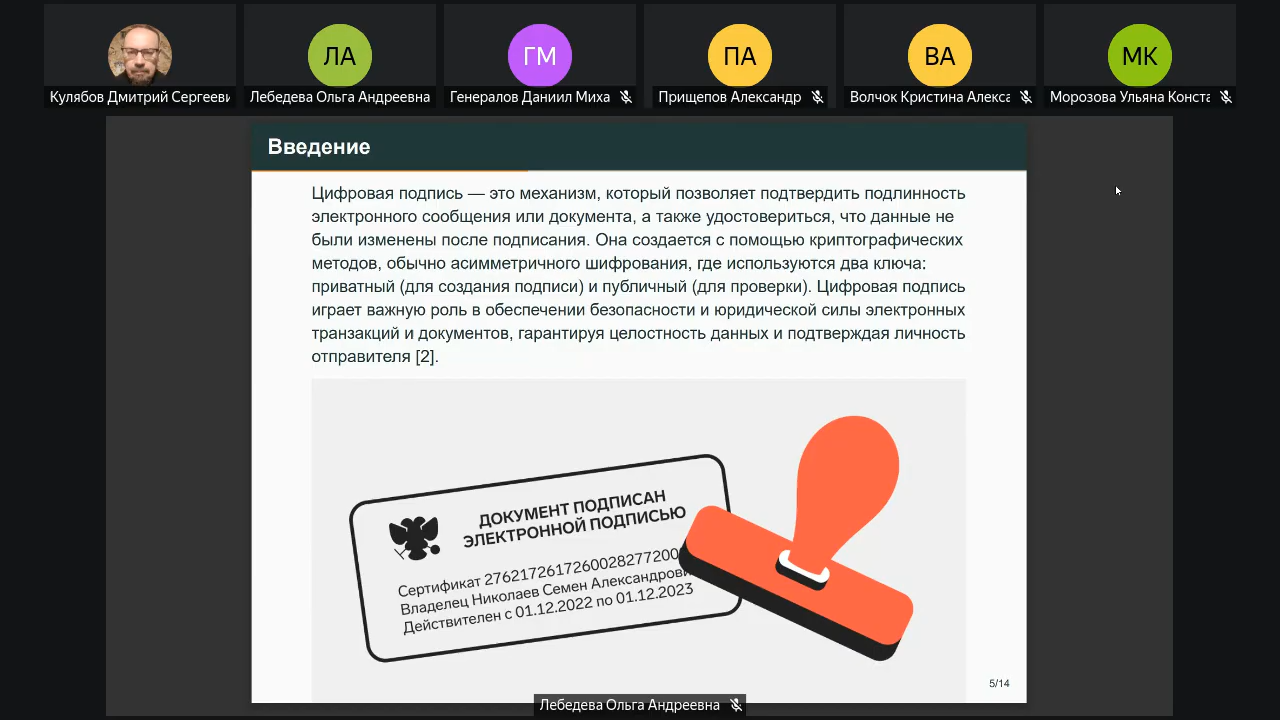 ЛА
ГМ
ПА
ВА
МК
Кулябов Дмитрий Сергееви
Лебедева Ольга Андреевна
Генералов Даниил Миха
Прищепов Александр
Волчок Кристина Алекса
Морозова Ульяна Конста
Введение
Цифровая подпись — это механизм, который позволяет подтвердить подлинность
электронного сообщения или документа, а также удостовериться, что данные не
были изменены после подписания. Она создается с помощью криптографических
методов, обычно асимметричного шифрования, где используются два ключа:
приватный (для создания подписи) и публичный (для проверки). Цифровая подпись
играет важную роль в обеспечении безопасности и юридической силы электронных
транзакций и документов, гарантируя целостность данных и подтверждая личность
отправителя [2].
ДОКУМЕНТ ПОДПИСАН
ЭЛЕКТРОННОЙ ПОДПИСЬЮ
Сертификат 2762172617260028277200
Владелец Николаев Семен Александрови
Действителен с 01.12.2022 по 01.12.2023
5/14
Лебедева Ольга Андреевна